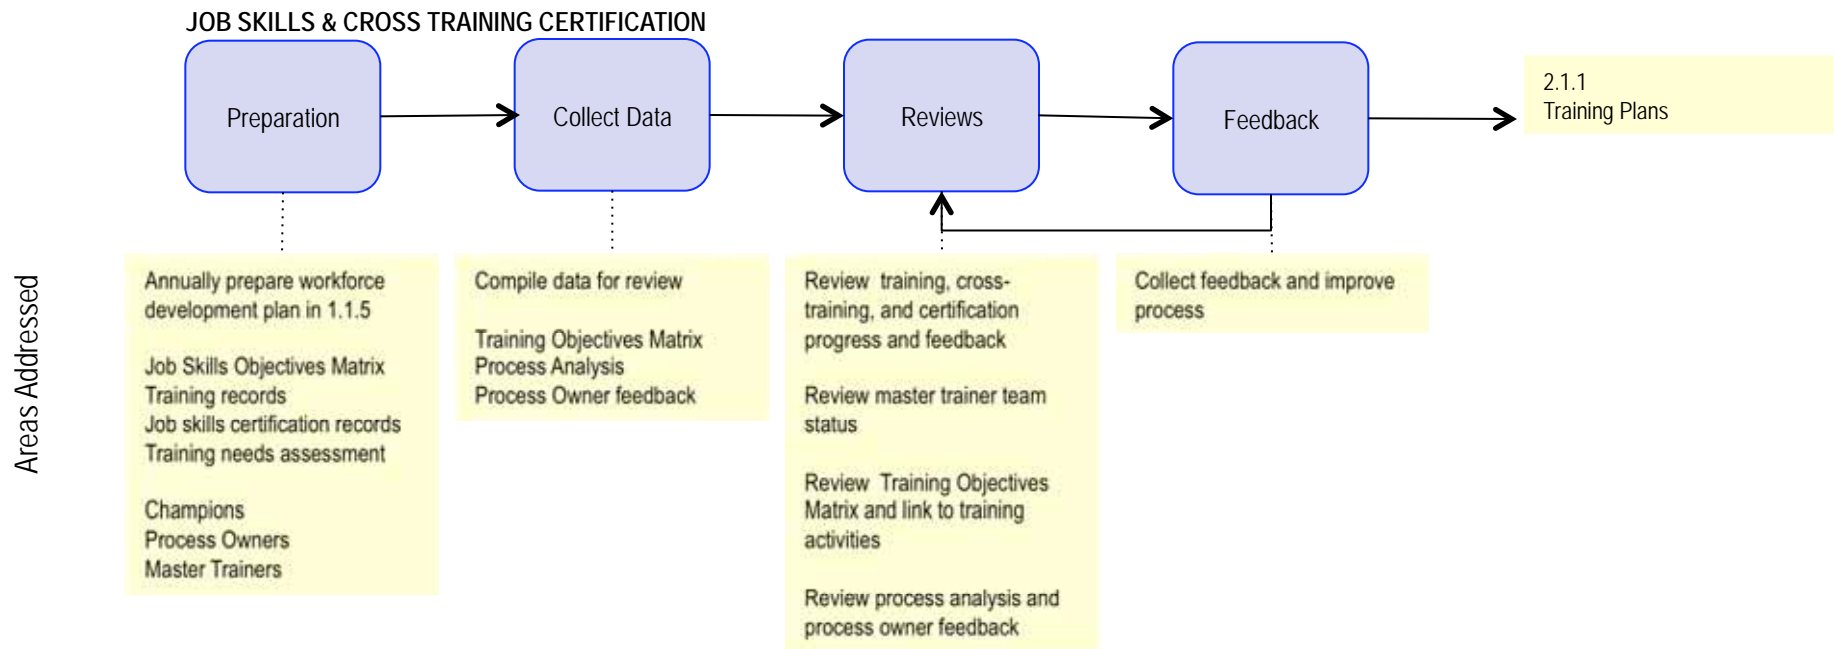 JOB SKILLS & CROSS TRAINING CERTIFICATION
Preparation
Collect Data
Reviews
Feedback
2.1.1
Training Plans
Areas Addressed
Annually prepare workforce
development plan in 1.1.5
Job Skills Objectives Matrix
Training records
Job skills certification records
Training needs assessment
Champions
Process Owners
Master Trainers
Compile data for review
Training Objectives Matrix
Process Analysis
Process Owner feedback
Review training, cross-
training, and certification
progress and feedback
Review master trainer team
status
Review Training Objectives
Matrix and link to training
activities
Review process analysis and
process owner feedback
Collect feedback and improve
process